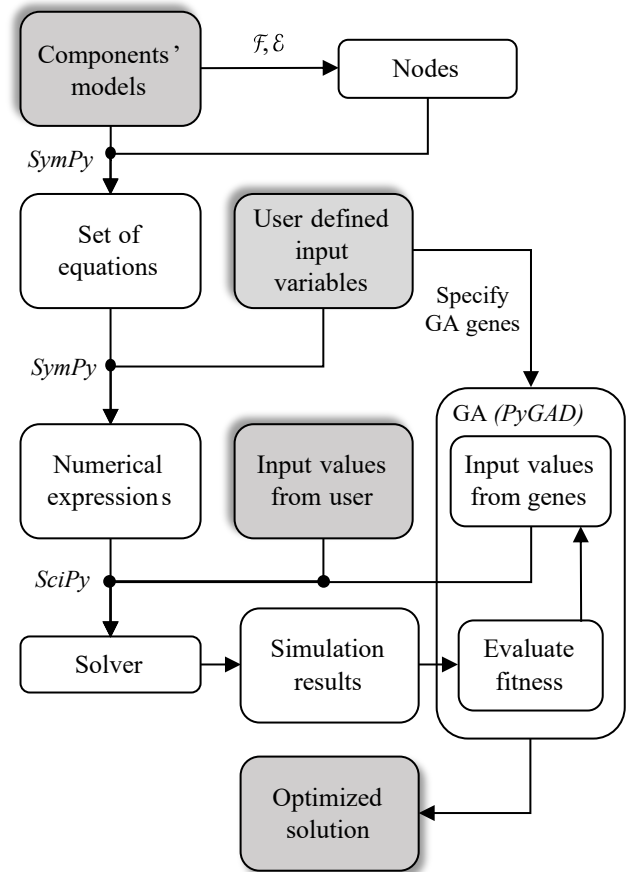 Components’
models
ℱ, ℰ
Nodes
SymPy
Set of
equations
User defined
input
variables
Specify
GA genes
SymPy
GA (PyGAD)
Numerical
expressions
Input values
from user
Input values
from genes
SciPy
Solver
Simulation
results
Evaluate
fitness
Optimized
solution